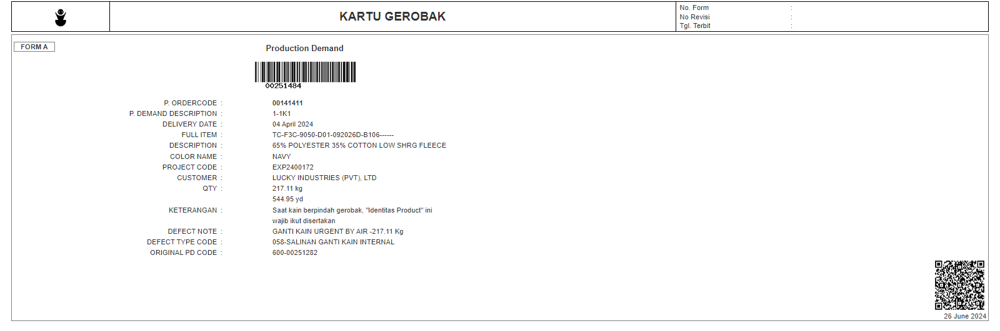 KARTU GEROBAK
No. Form :
No Revisi :
Tgl. Terbit :
FORM A
Production Demand
00251484
P. ORDERCODE : 00141411
P. DEMAND DESCRIPTION : 1-1K1
DELIVERY DATE : 04 April 2024
FULL ITEM : TC-F3C-9050-D01-092026D-B106------
DESCRIPTION : 65% POLYESTER 35% COTTON LOW SHRG FLEECE
COLOR NAME : NAVY
PROJECT CODE : EXP2400172
CUSTOMER : LUCKY INDUSTRIES (PVT), LTD
QTY : 217.11 kg
544.95 yd
KETERANGAN : Saat kain berpindah gerobak, "Identitas Product" ini
wajib ikut disertakan
DEFECT NOTE : GANTI KAIN URGENT BY AIR -217.11 Kg
DEFECT TYPE CODE : 058-SALINAN GANTI KAIN INTERNAL
ORIGINAL PD CODE : 600-00251282
26 June 2024